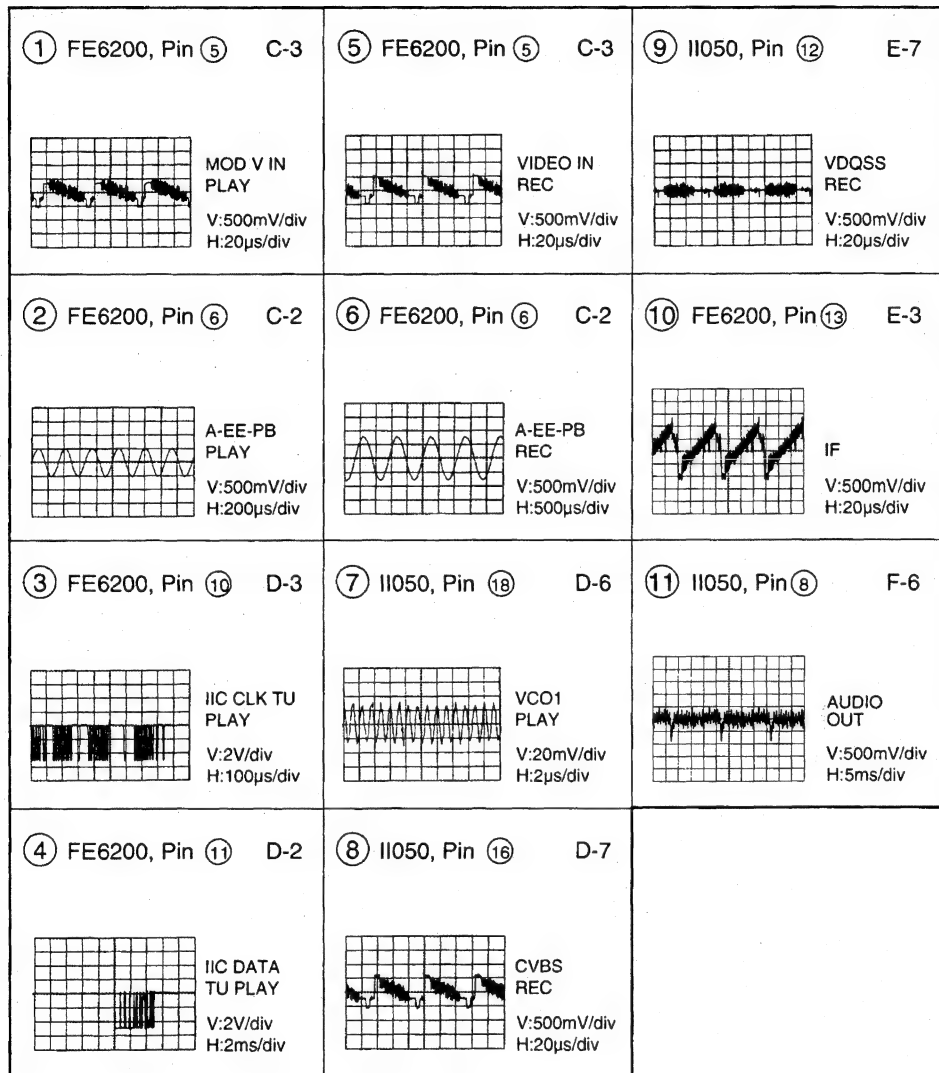 ① FE6200, Pin ⑤ C-3
MOD V IN
PLAY
V:500mV/div
H:20µs/div
② FE6200, Pin ⑥ C-2
A-EE-PB
PLAY
V:500mV/div
H:200µs/div
③ FE6200, Pin ⑩ D-3
IIC CLK TU
PLAY
V:2V/div
H:100µs/div
④ FE6200, Pin ⑪ D-2
IIC DATA
TU PLAY
V:2V/div
H:2ms/div
⑤ FE6200, Pin ⑤ C-3
VIDEO IN
REC
V:500mV/div
H:20µs/div
⑥ FE6200, Pin ⑥ C-2
A-EE-PB
REC
V:500mV/div
H:500µs/div
⑦ II050, Pin ⑱ D-6
VCO1
PLAY
V:20mV/div
H:2µs/div
⑧ II050, Pin ⑯ D-7
CVBS
REC
V:500mV/div
H:20µs/div
⑨ II050, Pin ⑫ E-7
VDQSS
REC
V:500mV/div
H:20µs/div
⑩ FE6200, Pin ⑬ E-3
IF
V:500mV/div
H:20µs/div
⑪ II050, Pin ⑧ F-6
AUDIO
OUT
V:500mV/div
H:5ms/div